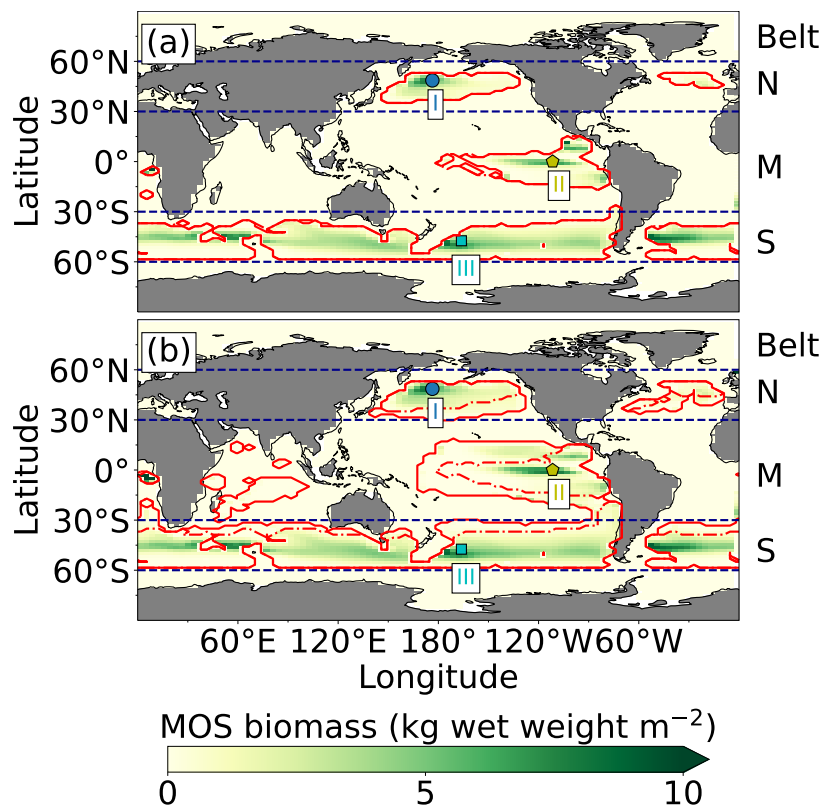 (a)
Belt
60°N
N
30°N
I
Latitude
0°
M
II
30°S
S
60°S
III
(b)
Belt
60°N
N
30°N
I
Latitude
0°
M
II
30°S
S
60°S
III
60°E 120°E 180° 120°W 60°W
Longitude
MOS biomass (kg wet weight m−2)
0 5 10